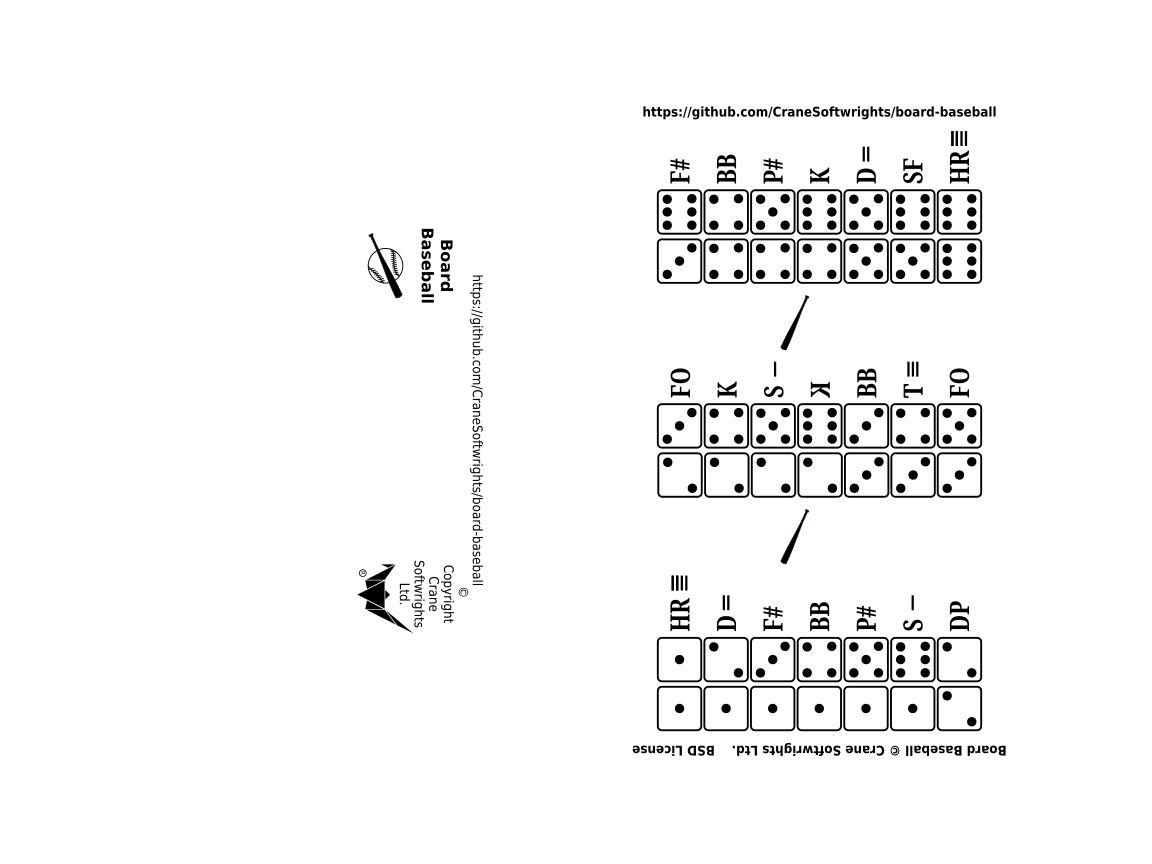 Board
Baseball
https://github.com/CraneSoftwrights/board-baseball
©
Copyright
Crane
Softwrights
Ltd.
®
https://github.com/CraneSoftwrights/board-baseball
F#
BB
P#
K
D =
SF
HR ≣
FO
K
S —
ꓘ
BB
T ≡
FO
HR ≣
D =
F#
BB
P#
S —
DP
Board Baseball © Crane Softwrights Ltd. BSD License